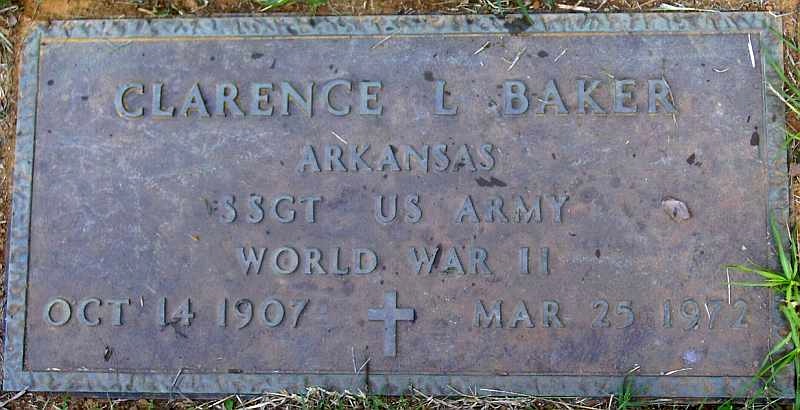 CLARENCE L BAKER
ARKANSAS
SSGT US ARMY
WORLD WAR II
OCT 14 1907 MAR 25 1972